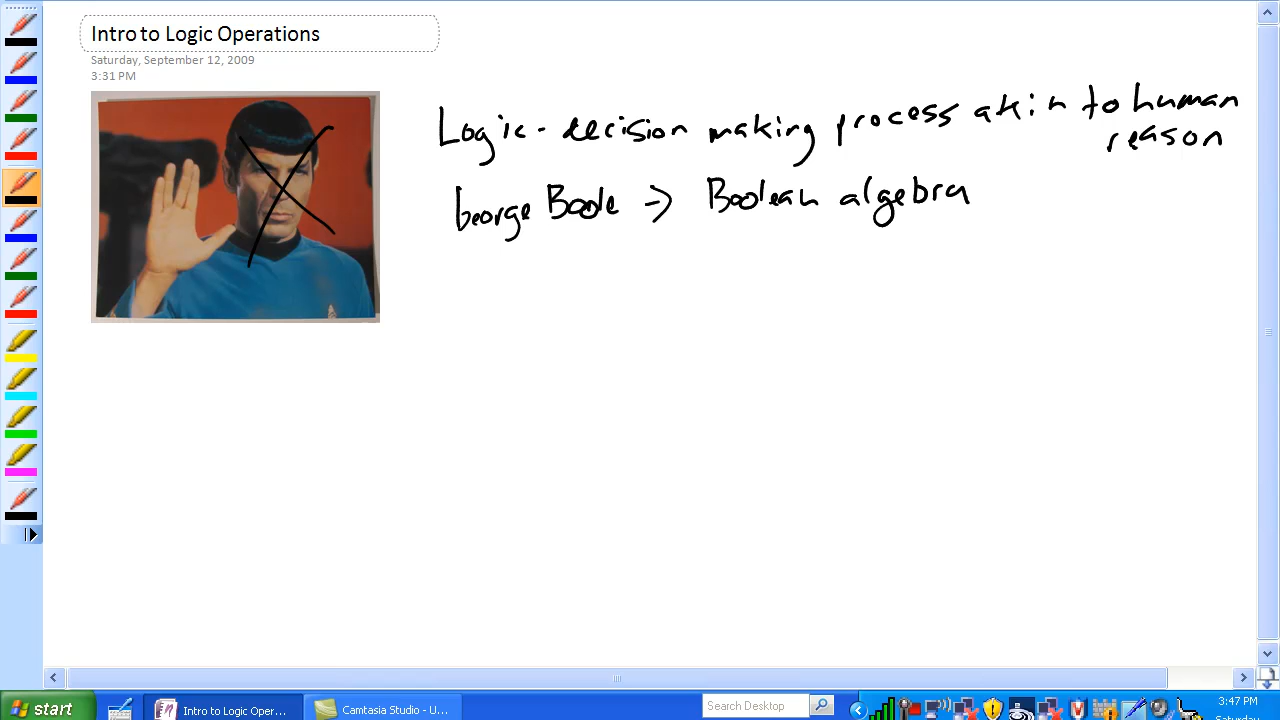 Intro to Logic Operations
Saturday, September 12, 2009
3:31 PM
Logic - decision making process akin to human
reason
George Boole -> Boolean algebra
start
Intro to Logic Oper...
Camtasia Studio - U...
Search Desktop
3:47 PM
Saturday